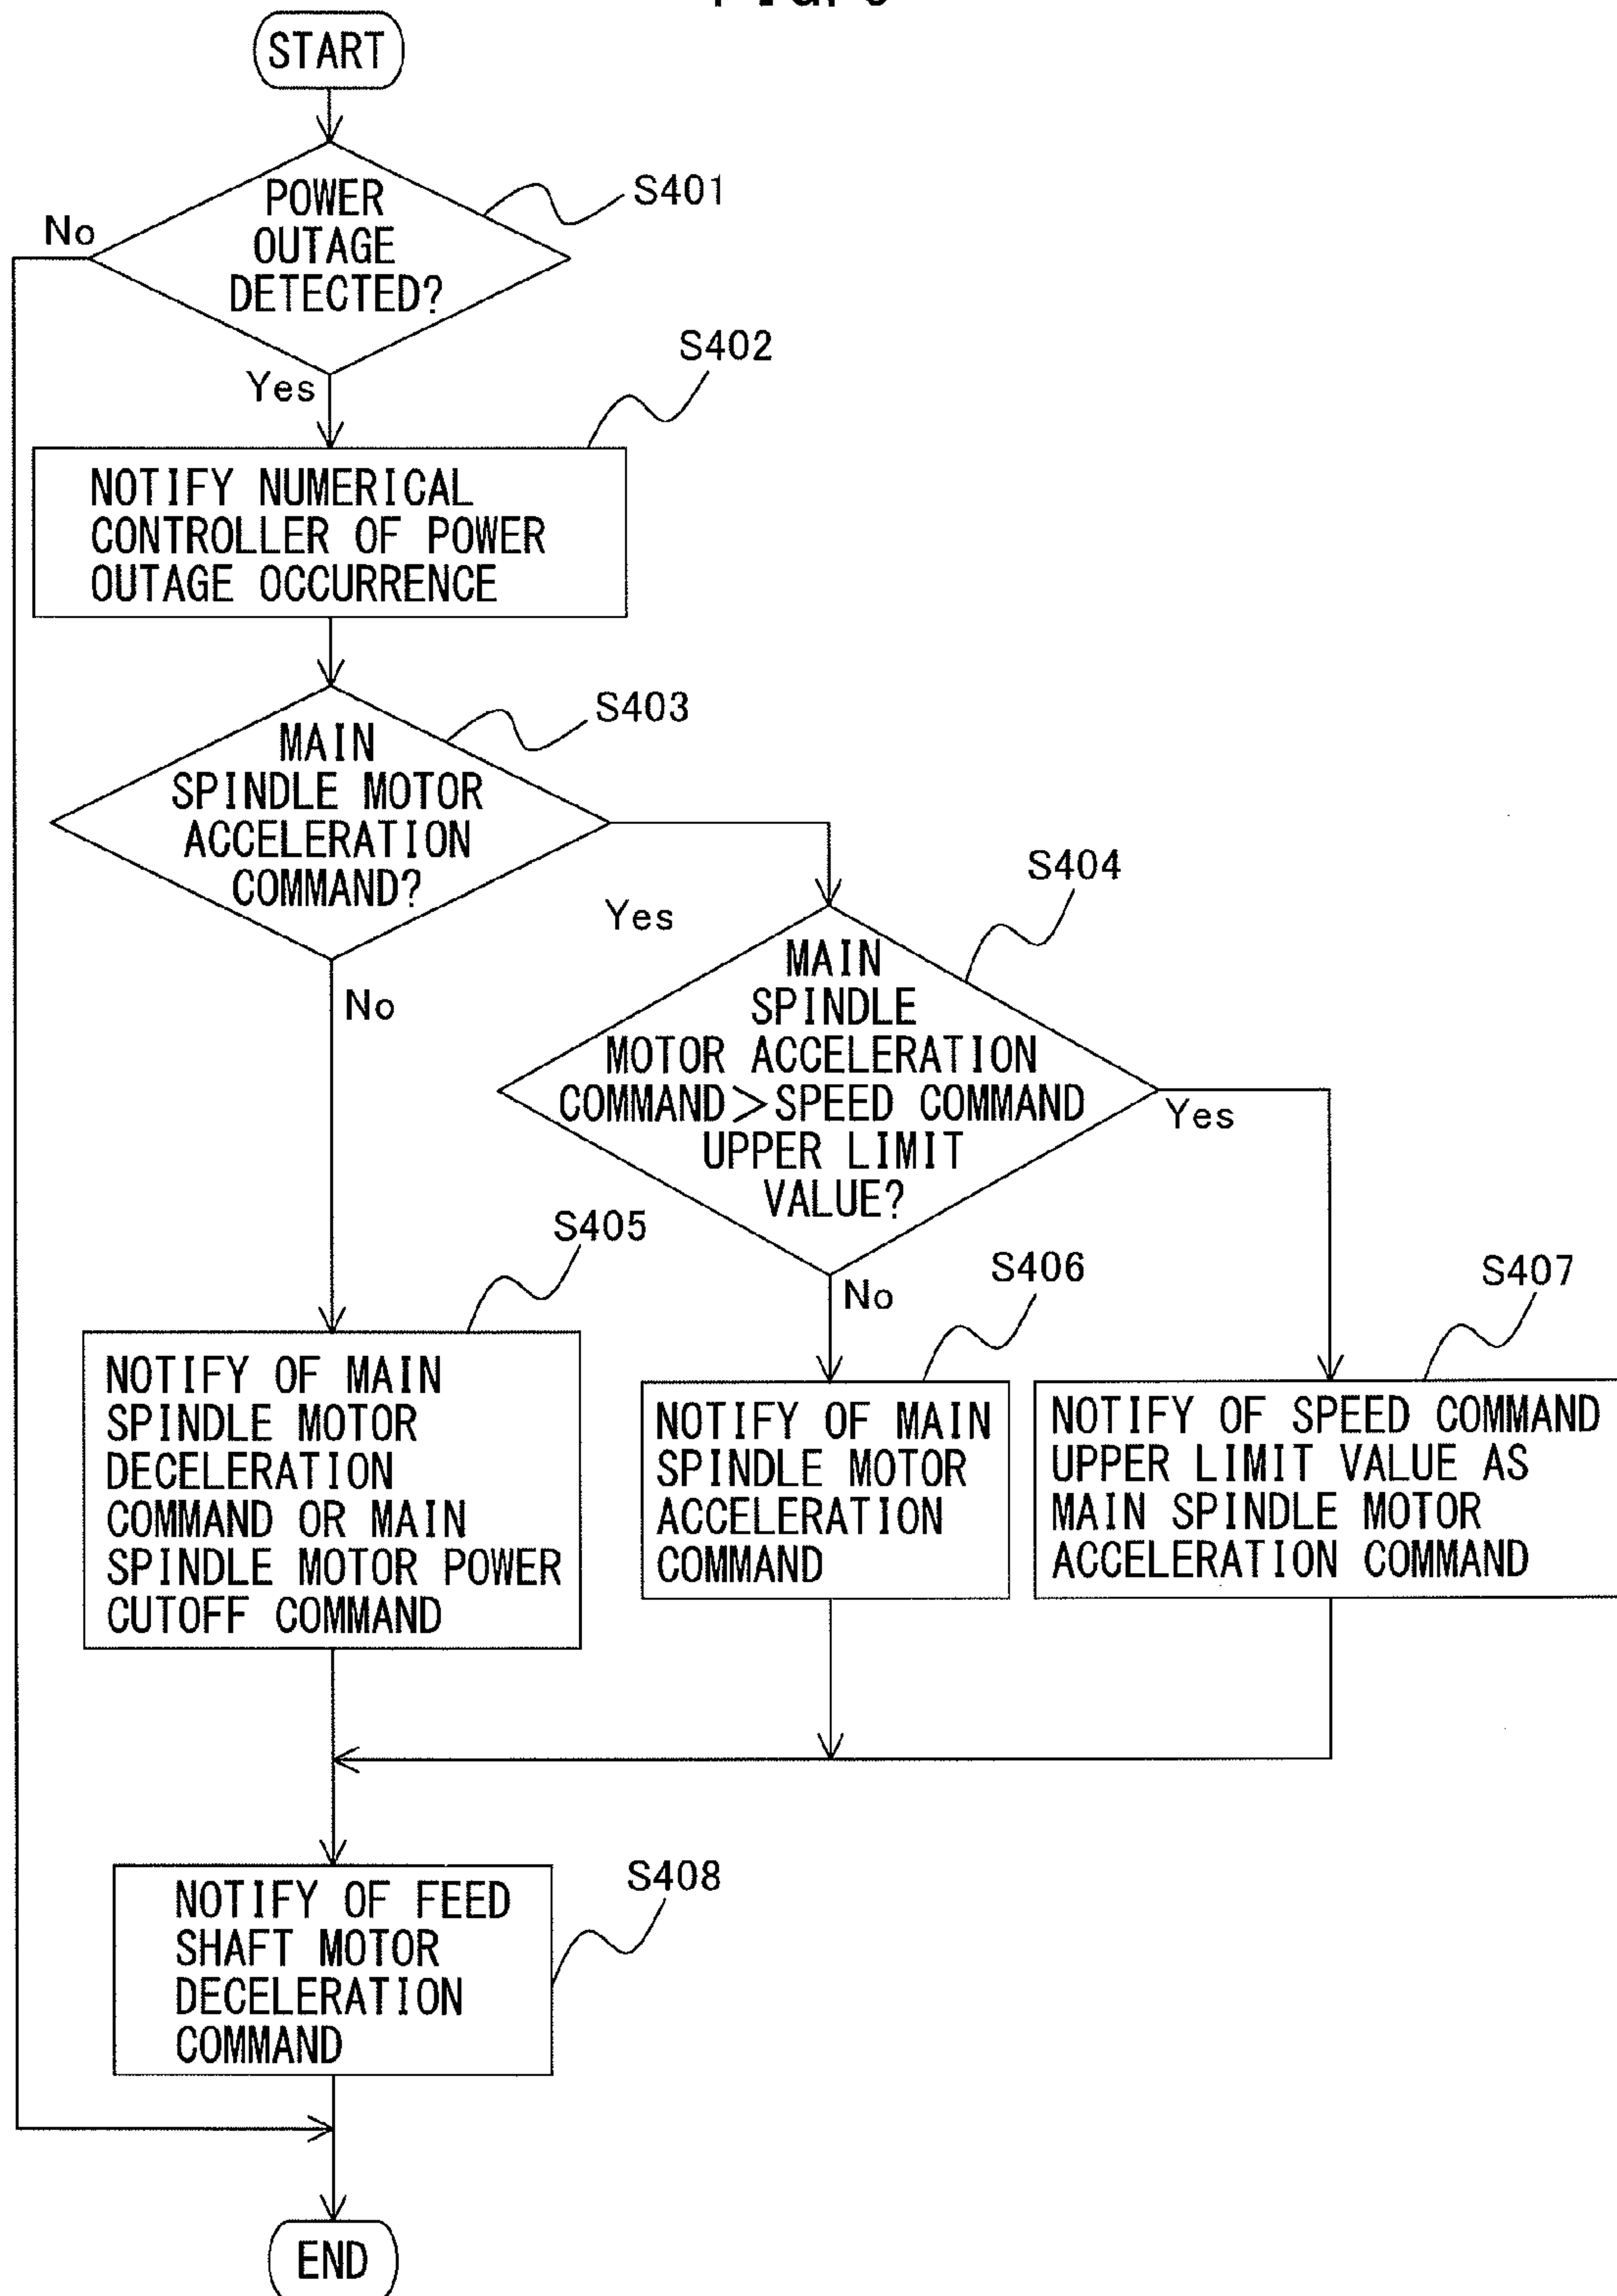 START
POWER
OUTAGE
DETECTED?
S401
No
Yes
S402
NOTIFY NUMERICAL
CONTROLLER OF POWER
OUTAGE OCCURRENCE
MAIN
SPINDLE MOTOR
ACCELERATION
COMMAND?
S403
Yes
No
MAIN
SPINDLE
MOTOR ACCELERATION
COMMAND>SPEED COMMAND
UPPER LIMIT
VALUE?
S404
Yes
No
S405
NOTIFY OF MAIN
SPINDLE MOTOR
DECELERATION
COMMAND OR MAIN
SPINDLE MOTOR POWER
CUTOFF COMMAND
S406
NOTIFY OF MAIN
SPINDLE MOTOR
ACCELERATION
COMMAND
S407
NOTIFY OF SPEED COMMAND
UPPER LIMIT VALUE AS
MAIN SPINDLE MOTOR
ACCELERATION COMMAND
S408
NOTIFY OF FEED
SHAFT MOTOR
DECELERATION
COMMAND
END